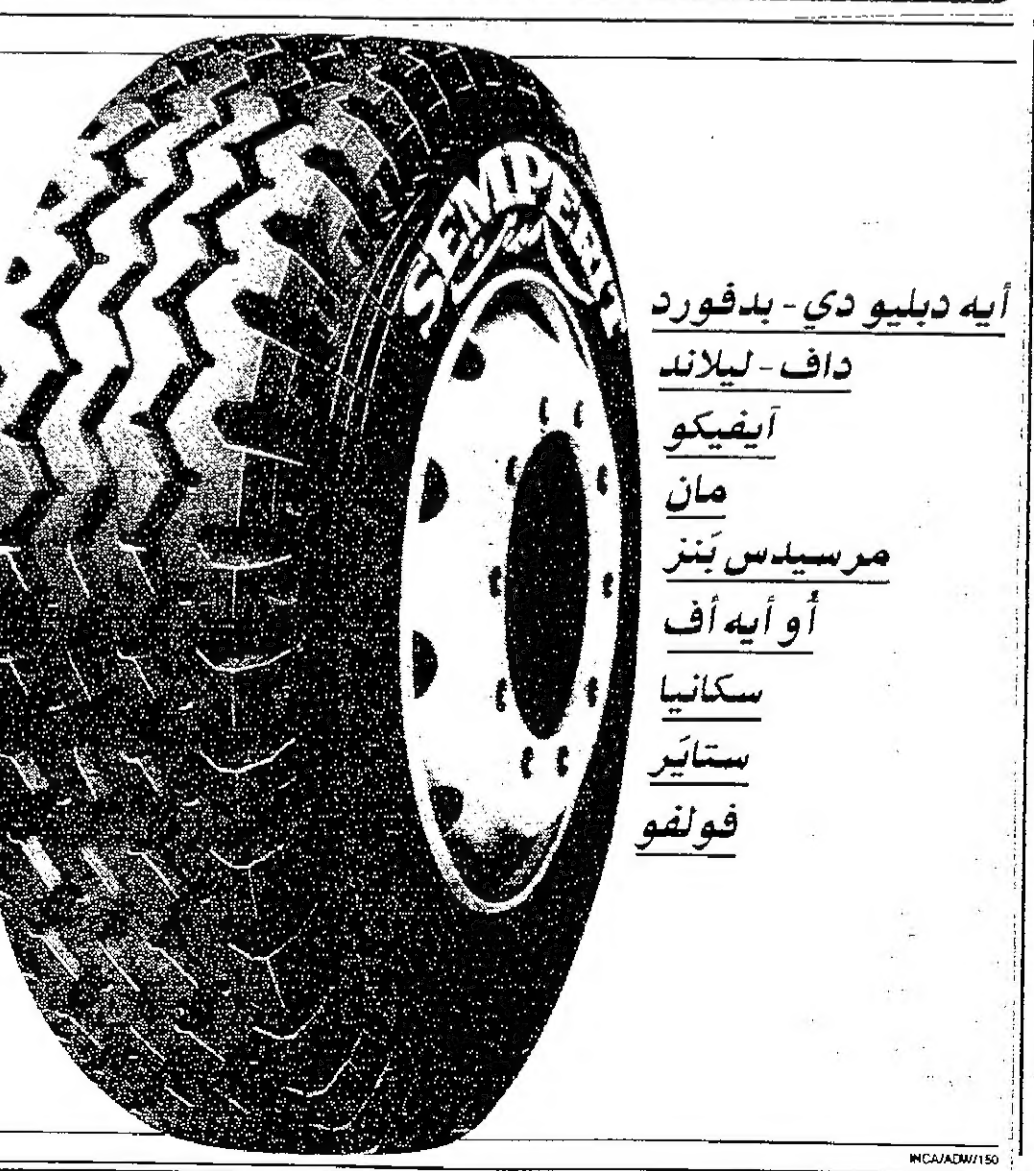 SEMPERIT
أيه دبليو دي - بدفورد
داف - ليلاند
آيفيكو
مان
مرسيدس بَنز
أو أيه أف
سكانيا
ستايَر
فولفو
INCA/ADW/150